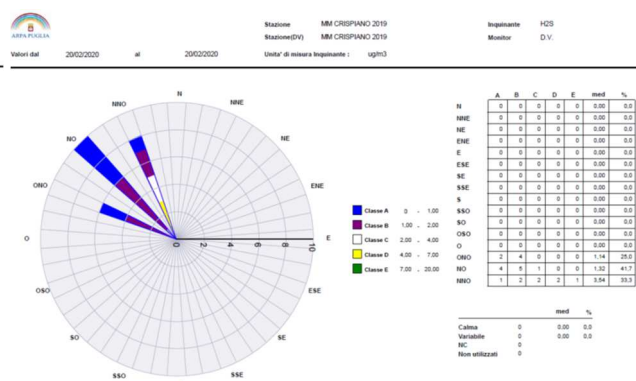 ARPA PUGLIA
Stazione MM CRISPIANO 2019 Inquinante H2S
Stazione(DV) MM CRISPIANO 2019 Monitor D.V.
Valori dal 20/02/2020 al 20/02/2020 Unita' di misura Inquinante : ug/m3
N
NNE
NE
ENE
E
ESE
SE
SSE
SSO
SO
OSO
O
ONO
NO
NNO
0 2 4 6 8 10
Classe A 0 - 1,00
Classe B 1,00 - 2,00
Classe C 2,00 - 4,00
Classe D 4,00 - 7,00
Classe E 7,00 - 20,00
A B C D E med %
N 0 0 0 0 0 0,00 0,0
NNE 0 0 0 0 0 0,00 0,0
NE 0 0 0 0 0 0,00 0,0
ENE 0 0 0 0 0 0,00 0,0
E 0 0 0 0 0 0,00 0,0
ESE 0 0 0 0 0 0,00 0,0
SE 0 0 0 0 0 0,00 0,0
SSE 0 0 0 0 0 0,00 0,0
S 0 0 0 0 0 0,00 0,0
SSO 0 0 0 0 0 0,00 0,0
SO 0 0 0 0 0 0,00 0,0
OSO 0 0 0 0 0 0,00 0,0
O 0 0 0 0 0 0,00 0,0
ONO 2 4 0 0 0 1,14 25,0
NO 4 5 1 0 0 1,32 41,7
NNO 1 2 2 2 1 3,54 33,3
med %
Calma 0 0,00 0,0
Variabile 0 0,00 0,0
NC 0
Non utilizzati 0